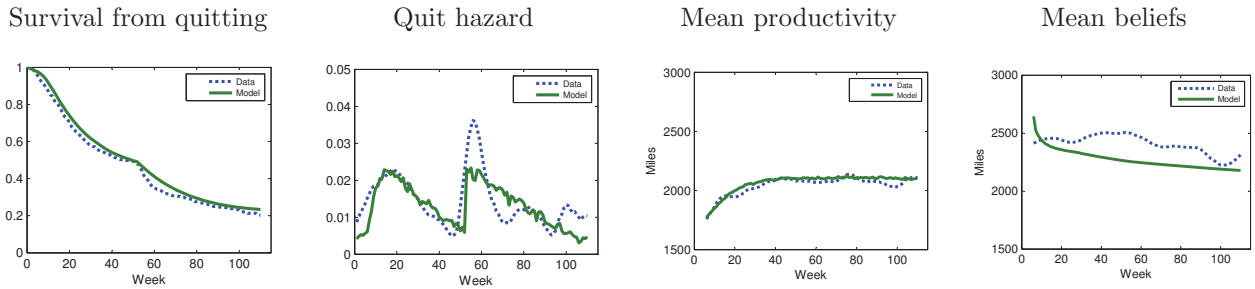 Survival from quitting
Quit hazard
Mean productivity
Mean beliefs
1
0.8
0.6
0.4
0.2
0
Data
Model
0 20 40 60 80 100
Week
0.05
0.04
0.03
0.02
0.01
0
Data
Model
0 20 40 60 80 100
Week
3000
2500
2000
1500
Miles
Data
Model
0 20 40 60 80 100
Week
3000
2500
2000
1500
Miles
Data
Model
0 20 40 60 80 100
Week